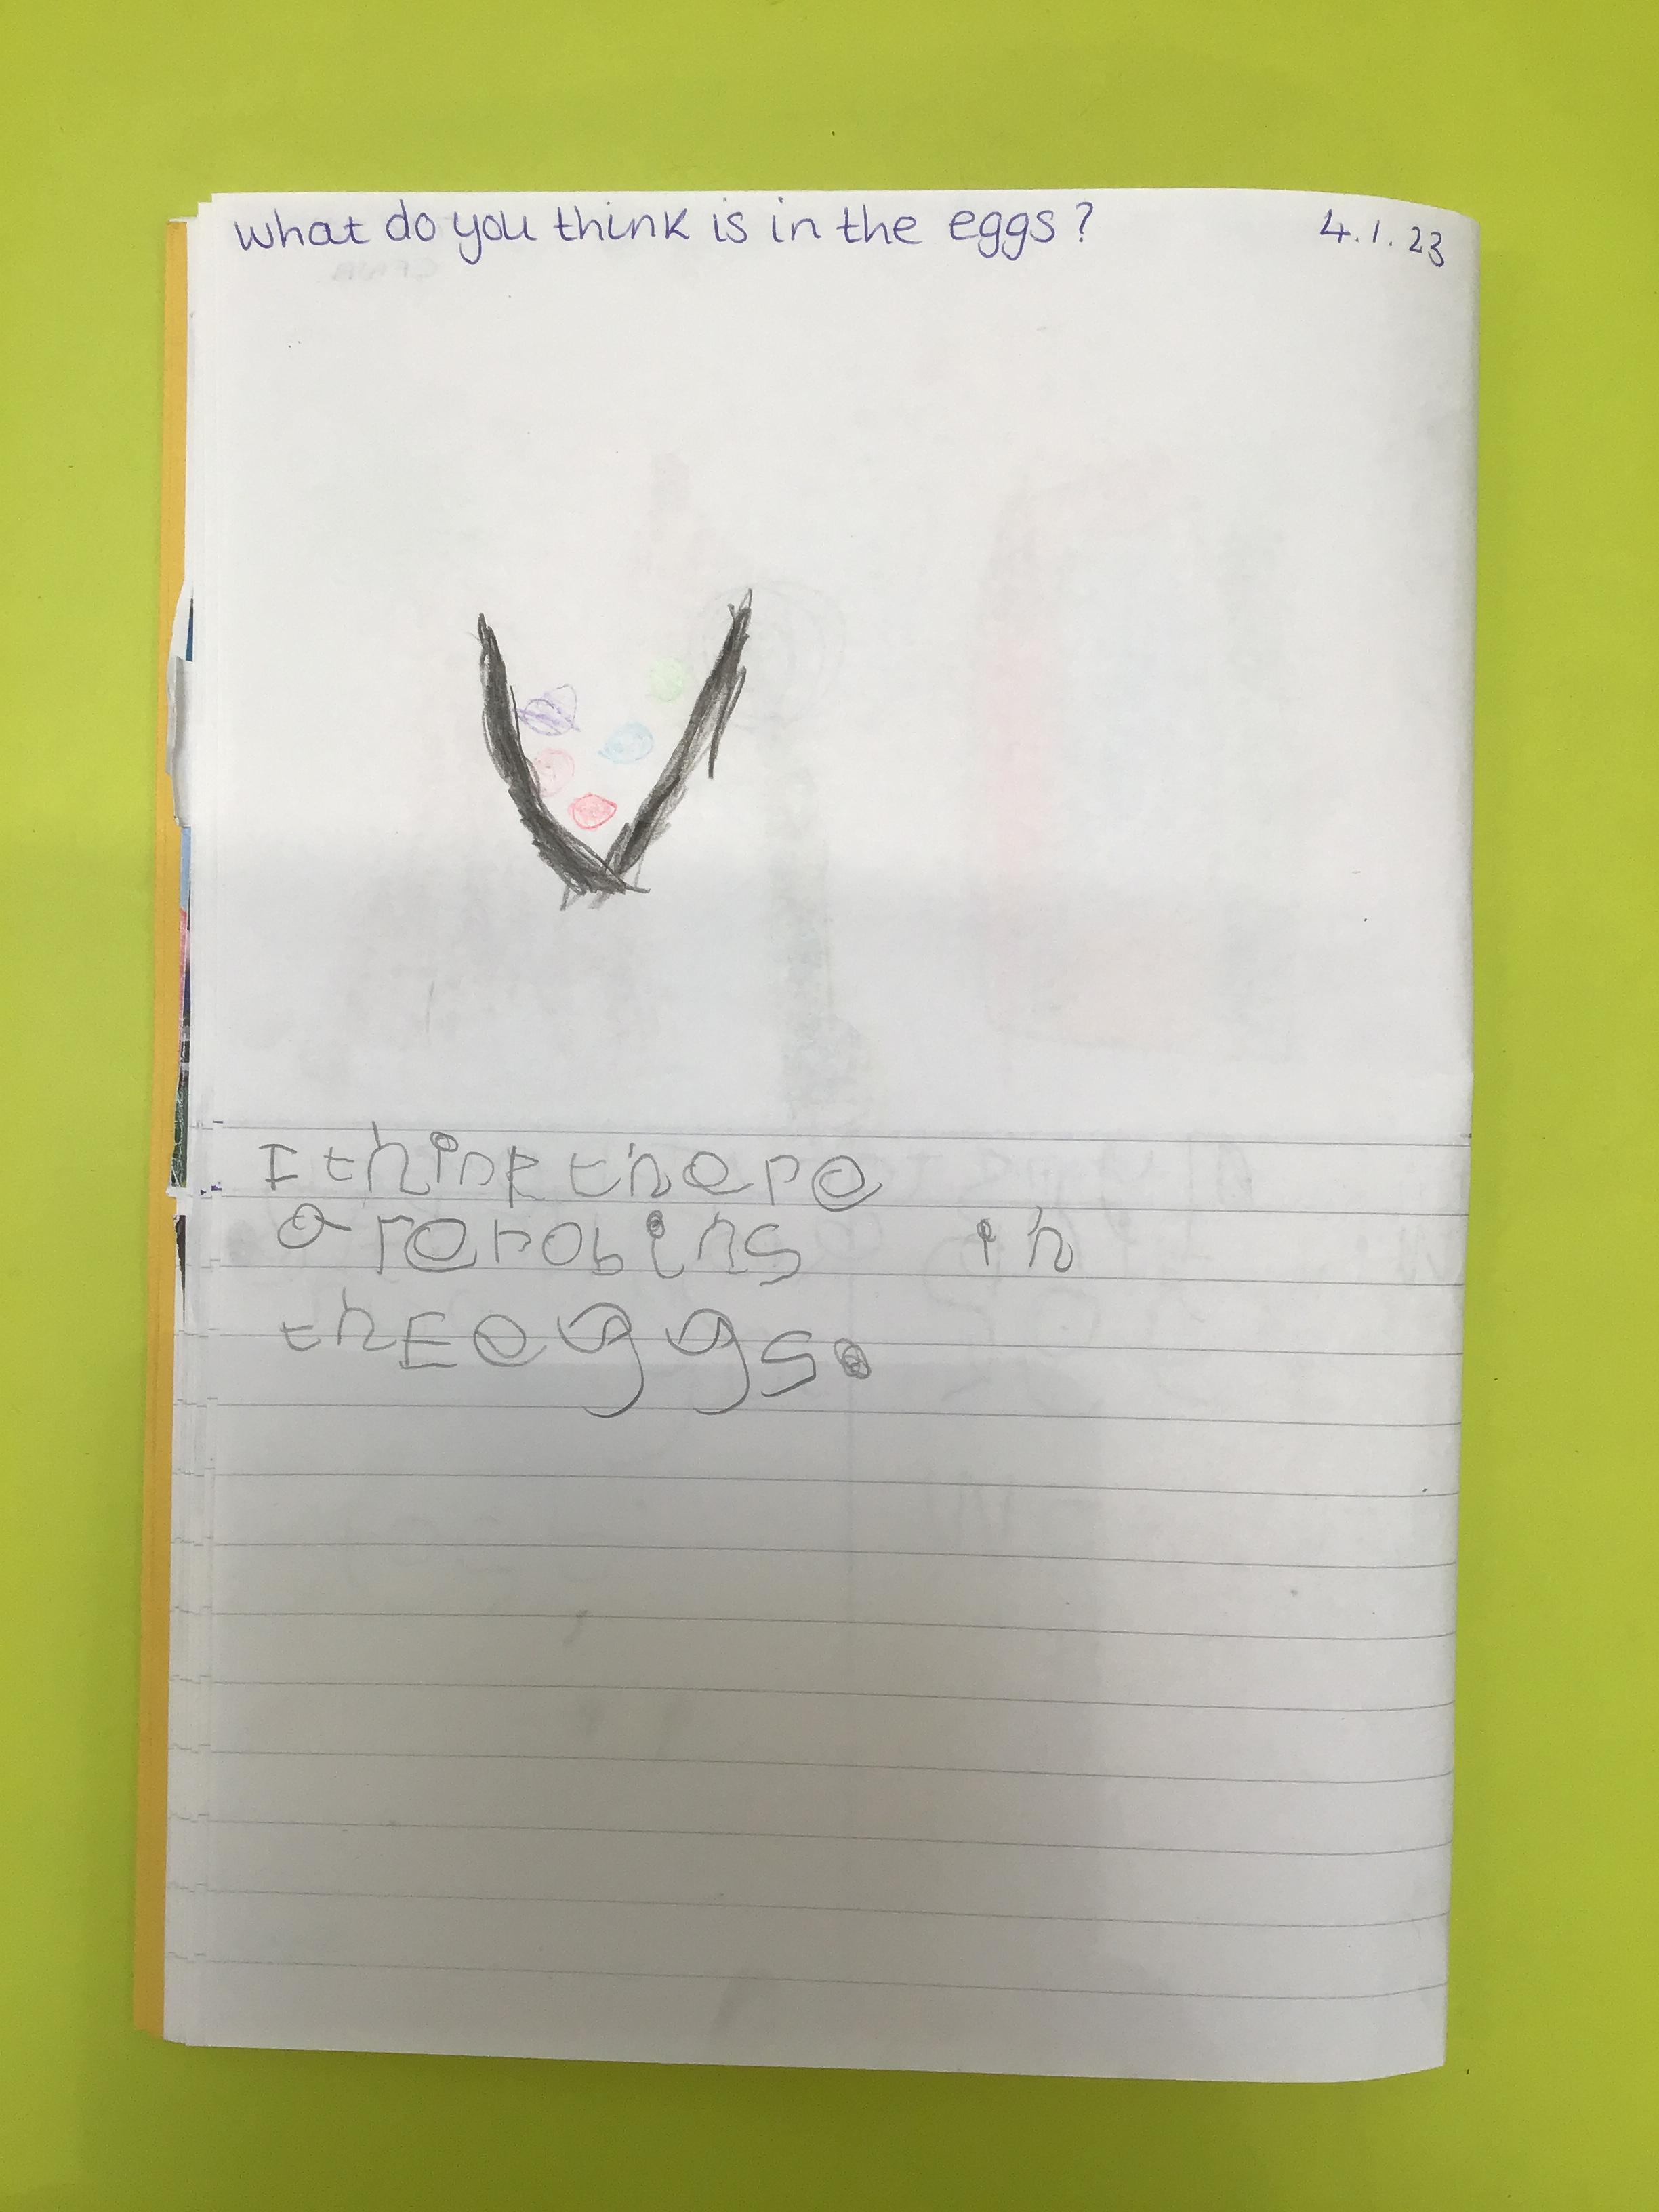 what do you think is in the eggs? 4.1.23
I think there
are robins in
thE eggs.